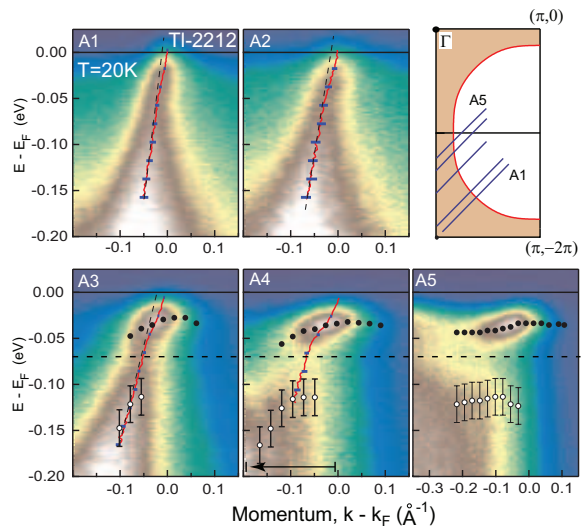 A1 Tl-2212
T=20K
A2
(π,0)
Γ
A5
A1
(π,−2π)
E - E_F (eV)
0.00
-0.05
-0.10
-0.15
-0.20
-0.1 0.0
-0.1 0.0 0.1
A3
A4
A5
E - E_F (eV)
0.00
-0.05
-0.10
-0.15
-0.20
-0.1 0.0 0.1
-0.1 0.0 0.1
-0.3 -0.2 -0.1 0.0 0.1
Momentum, k - k_F (Å⁻¹)